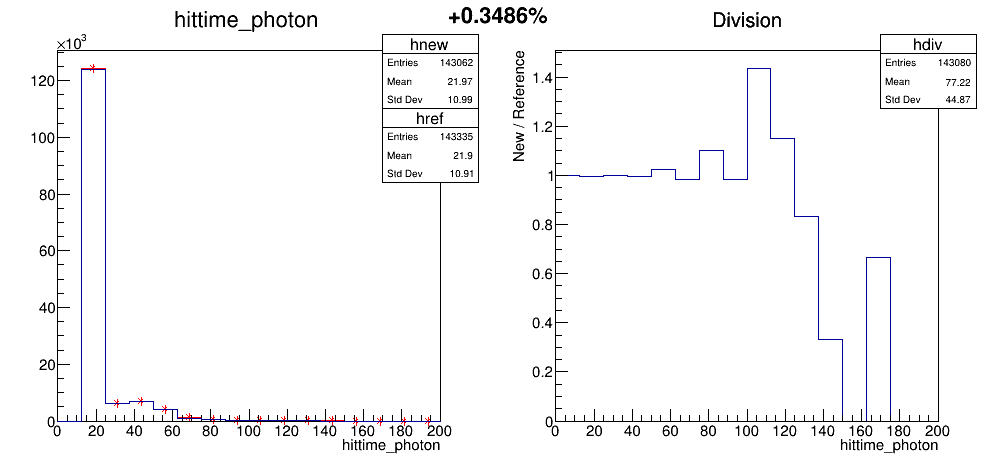 +0.3486%
hittime_photon
×10³
120
100
80
60
40
20
0
0 20 40 60 80 100 120 140 160 180 200
hittime_photon
hnew
Entries 143062
Mean 21.97
Std Dev 10.99
href
Entries 143335
Mean 21.9
Std Dev 10.91
Division
New / Reference
1.4
1.2
1
0.8
0.6
0.4
0.2
0
0 20 40 60 80 100 120 140 160 180 200
hittime_photon
hdiv
Entries 143080
Mean 77.22
Std Dev 44.87